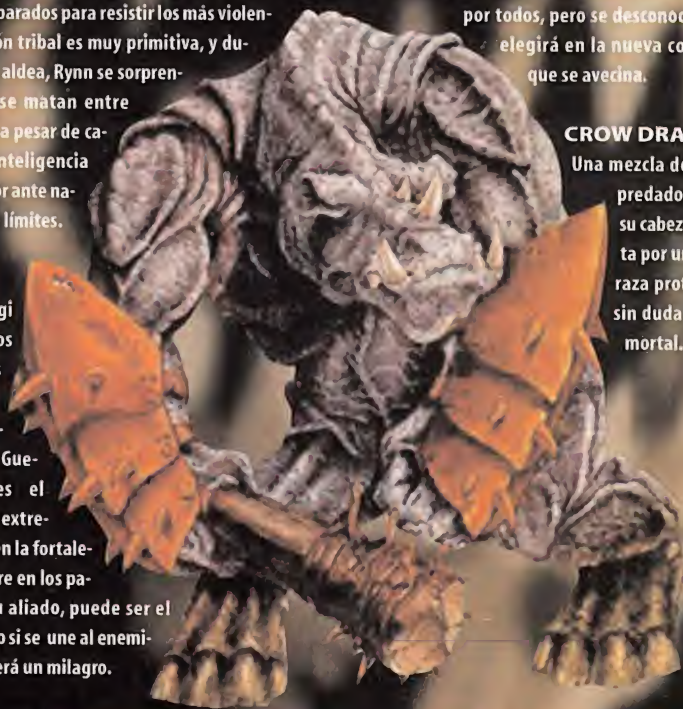 parados para resistir los más violen-
ón tribal es muy primitiva, y du-
aldea, Rynn se sorpren-
se matan entre
a pesar de ca-
nteligencia
or ante na-
límites.
gi
os
s
-
Gue-
es el
extre-
en la fortale-
re en los pa-
u aliado, puede ser el
o si se une al enemi-
erá un milagro.
por todos, pero se desconoc
elegirá en la nueva co
que se avecina.
CROW DRA
Una mezcla de
predado
su cabez
ta por un
raza prot
sin duda
mortal.